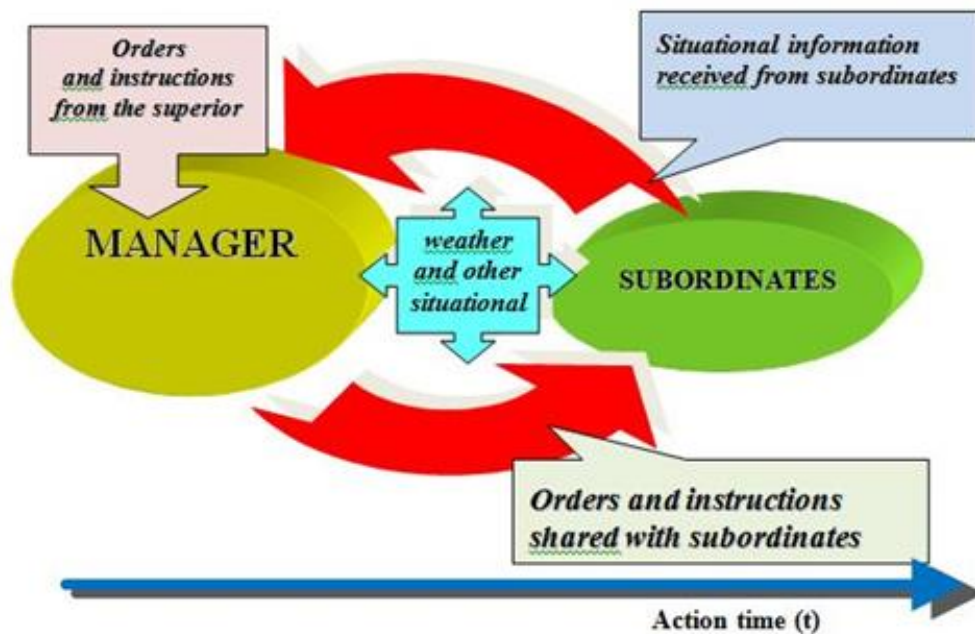 Orders
and instructions
from the superior
Situational information
received from subordinates
MANAGER
weather
and other
situational
SUBORDINATES
Orders and instructions
shared with subordinates
Action time (t)